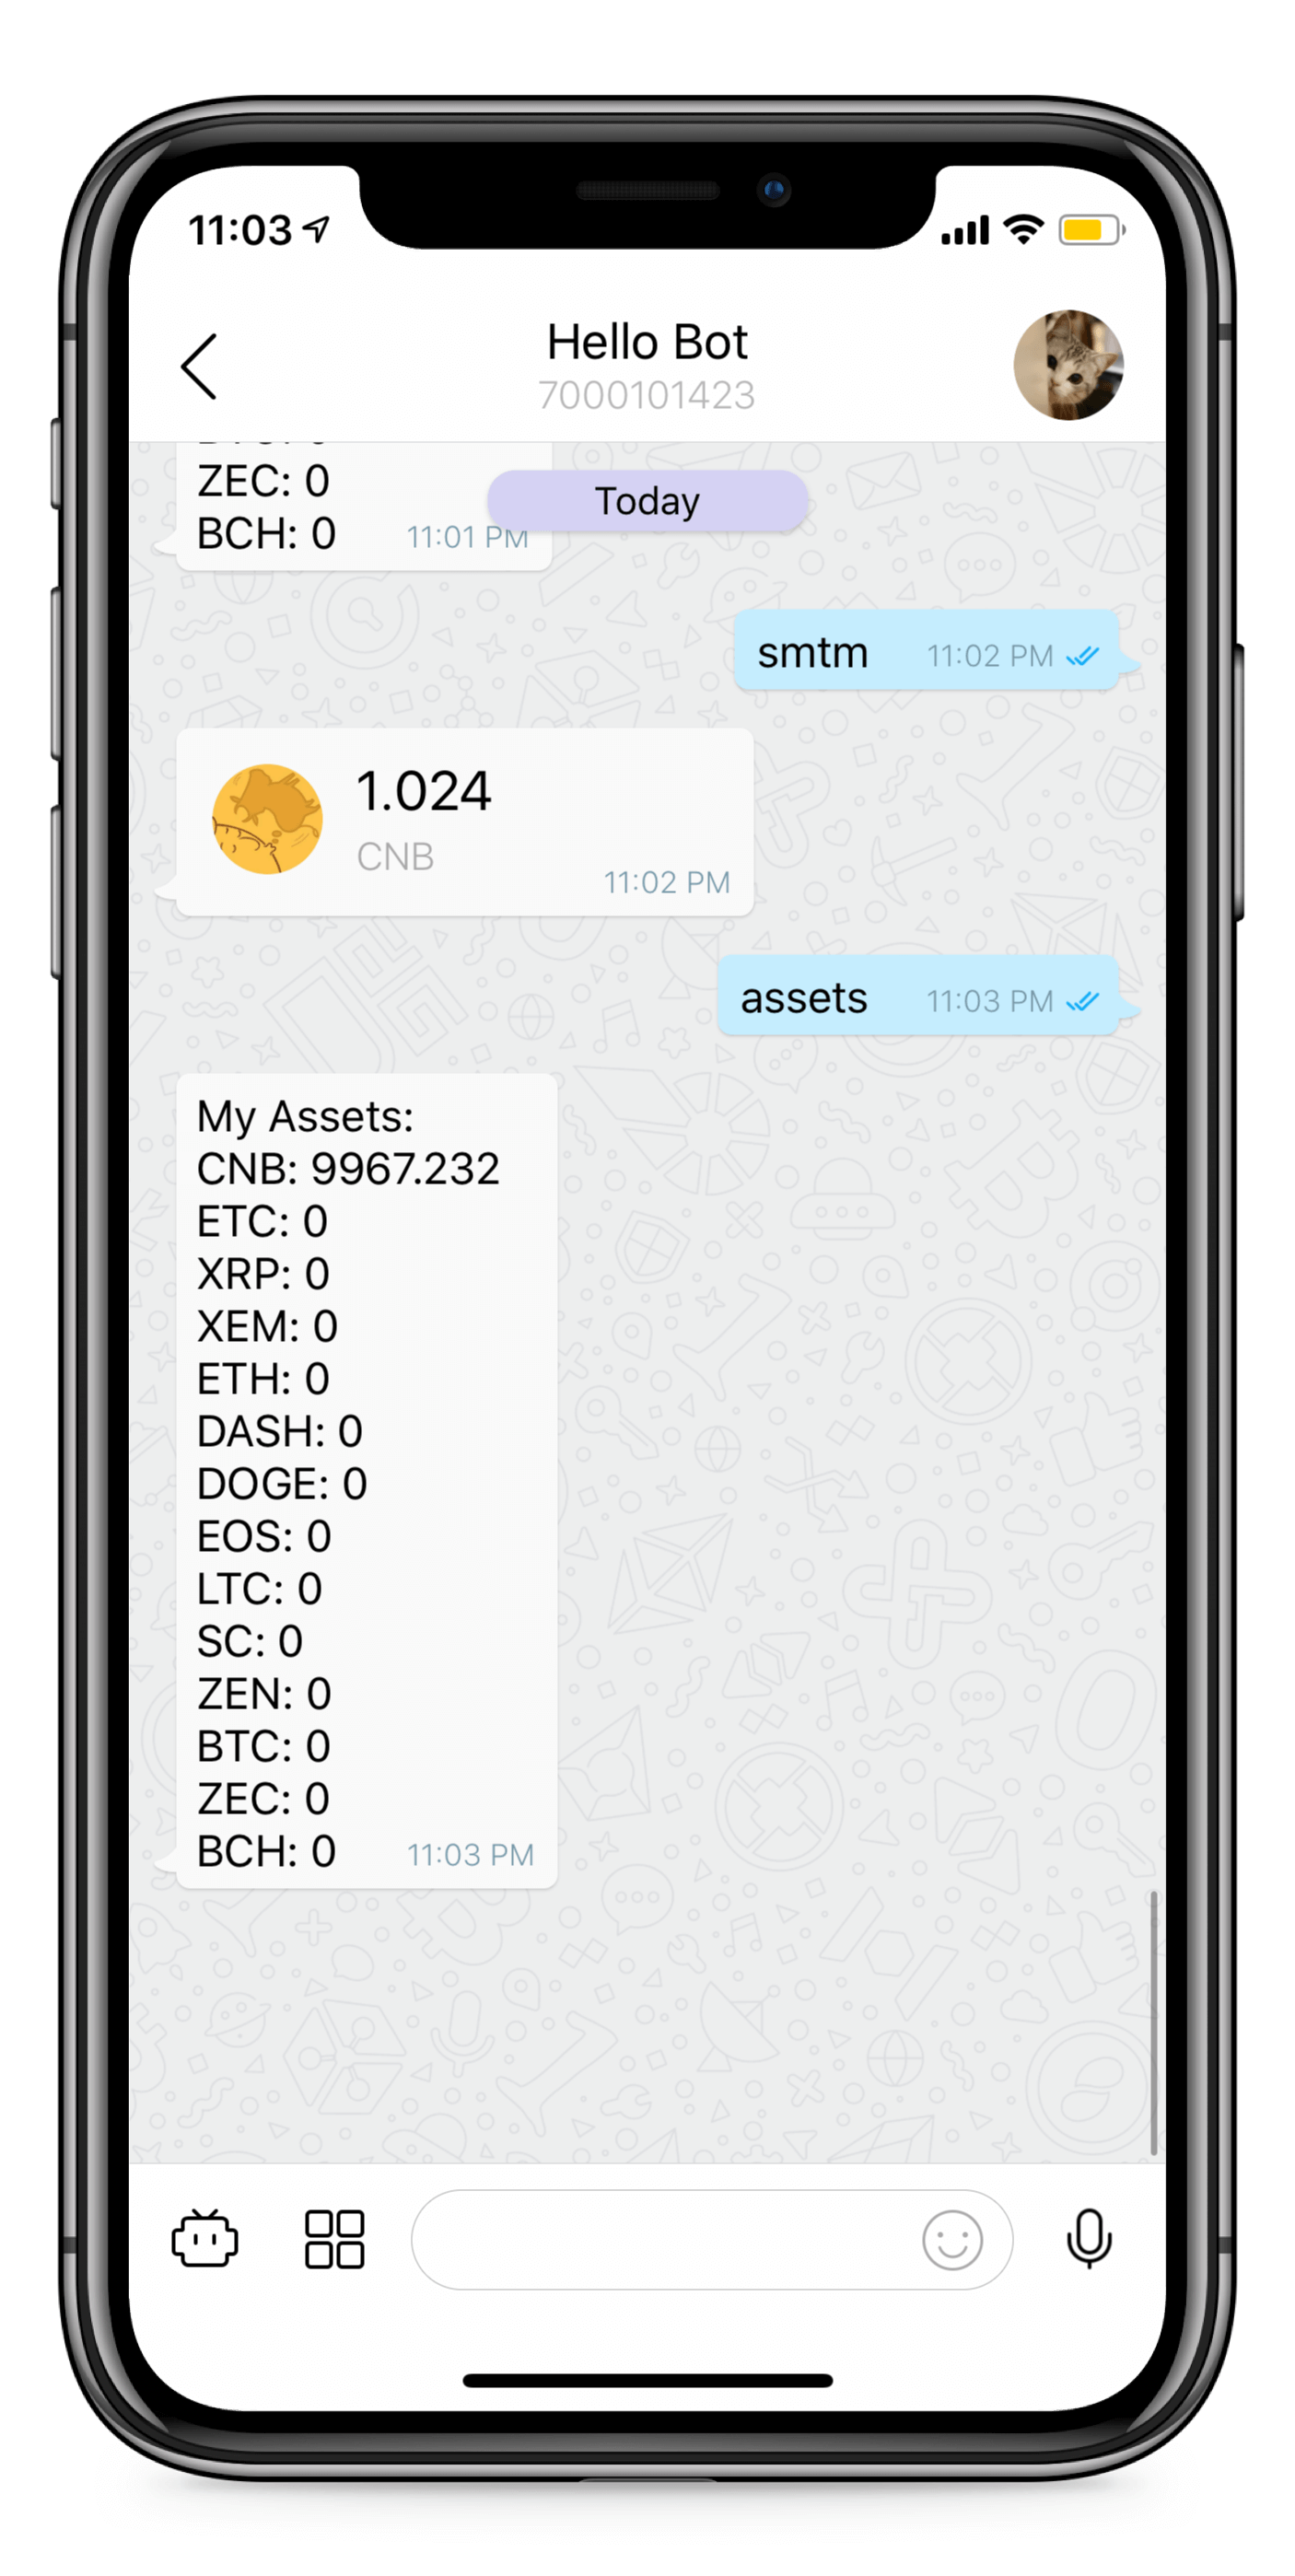 11:03
Hello Bot
7000101423
ZEC: 0
Today
BCH: 0 11:01 PM
smtm 11:02 PM
1.024
CNB
11:02 PM
assets 11:03 PM
My Assets:
CNB: 9967.232
ETC: 0
XRP: 0
XEM: 0
ETH: 0
DASH: 0
DOGE: 0
EOS: 0
LTC: 0
SC: 0
ZEN: 0
BTC: 0
ZEC: 0
BCH: 0 11:03 PM